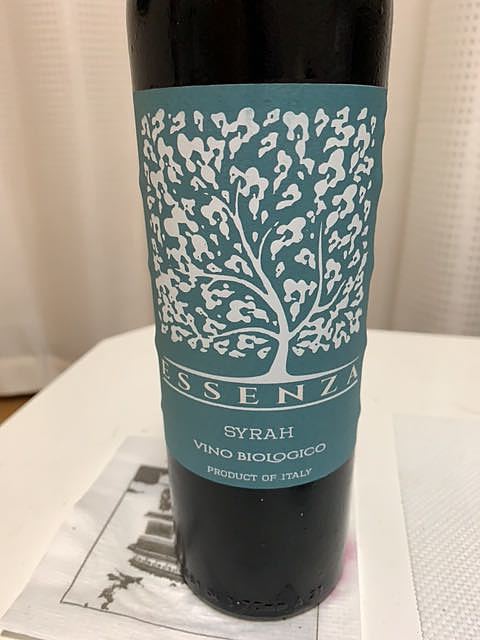 ESSENZA
SYRAH
VINO BIOLOGICO
PRODUCT OF ITALY